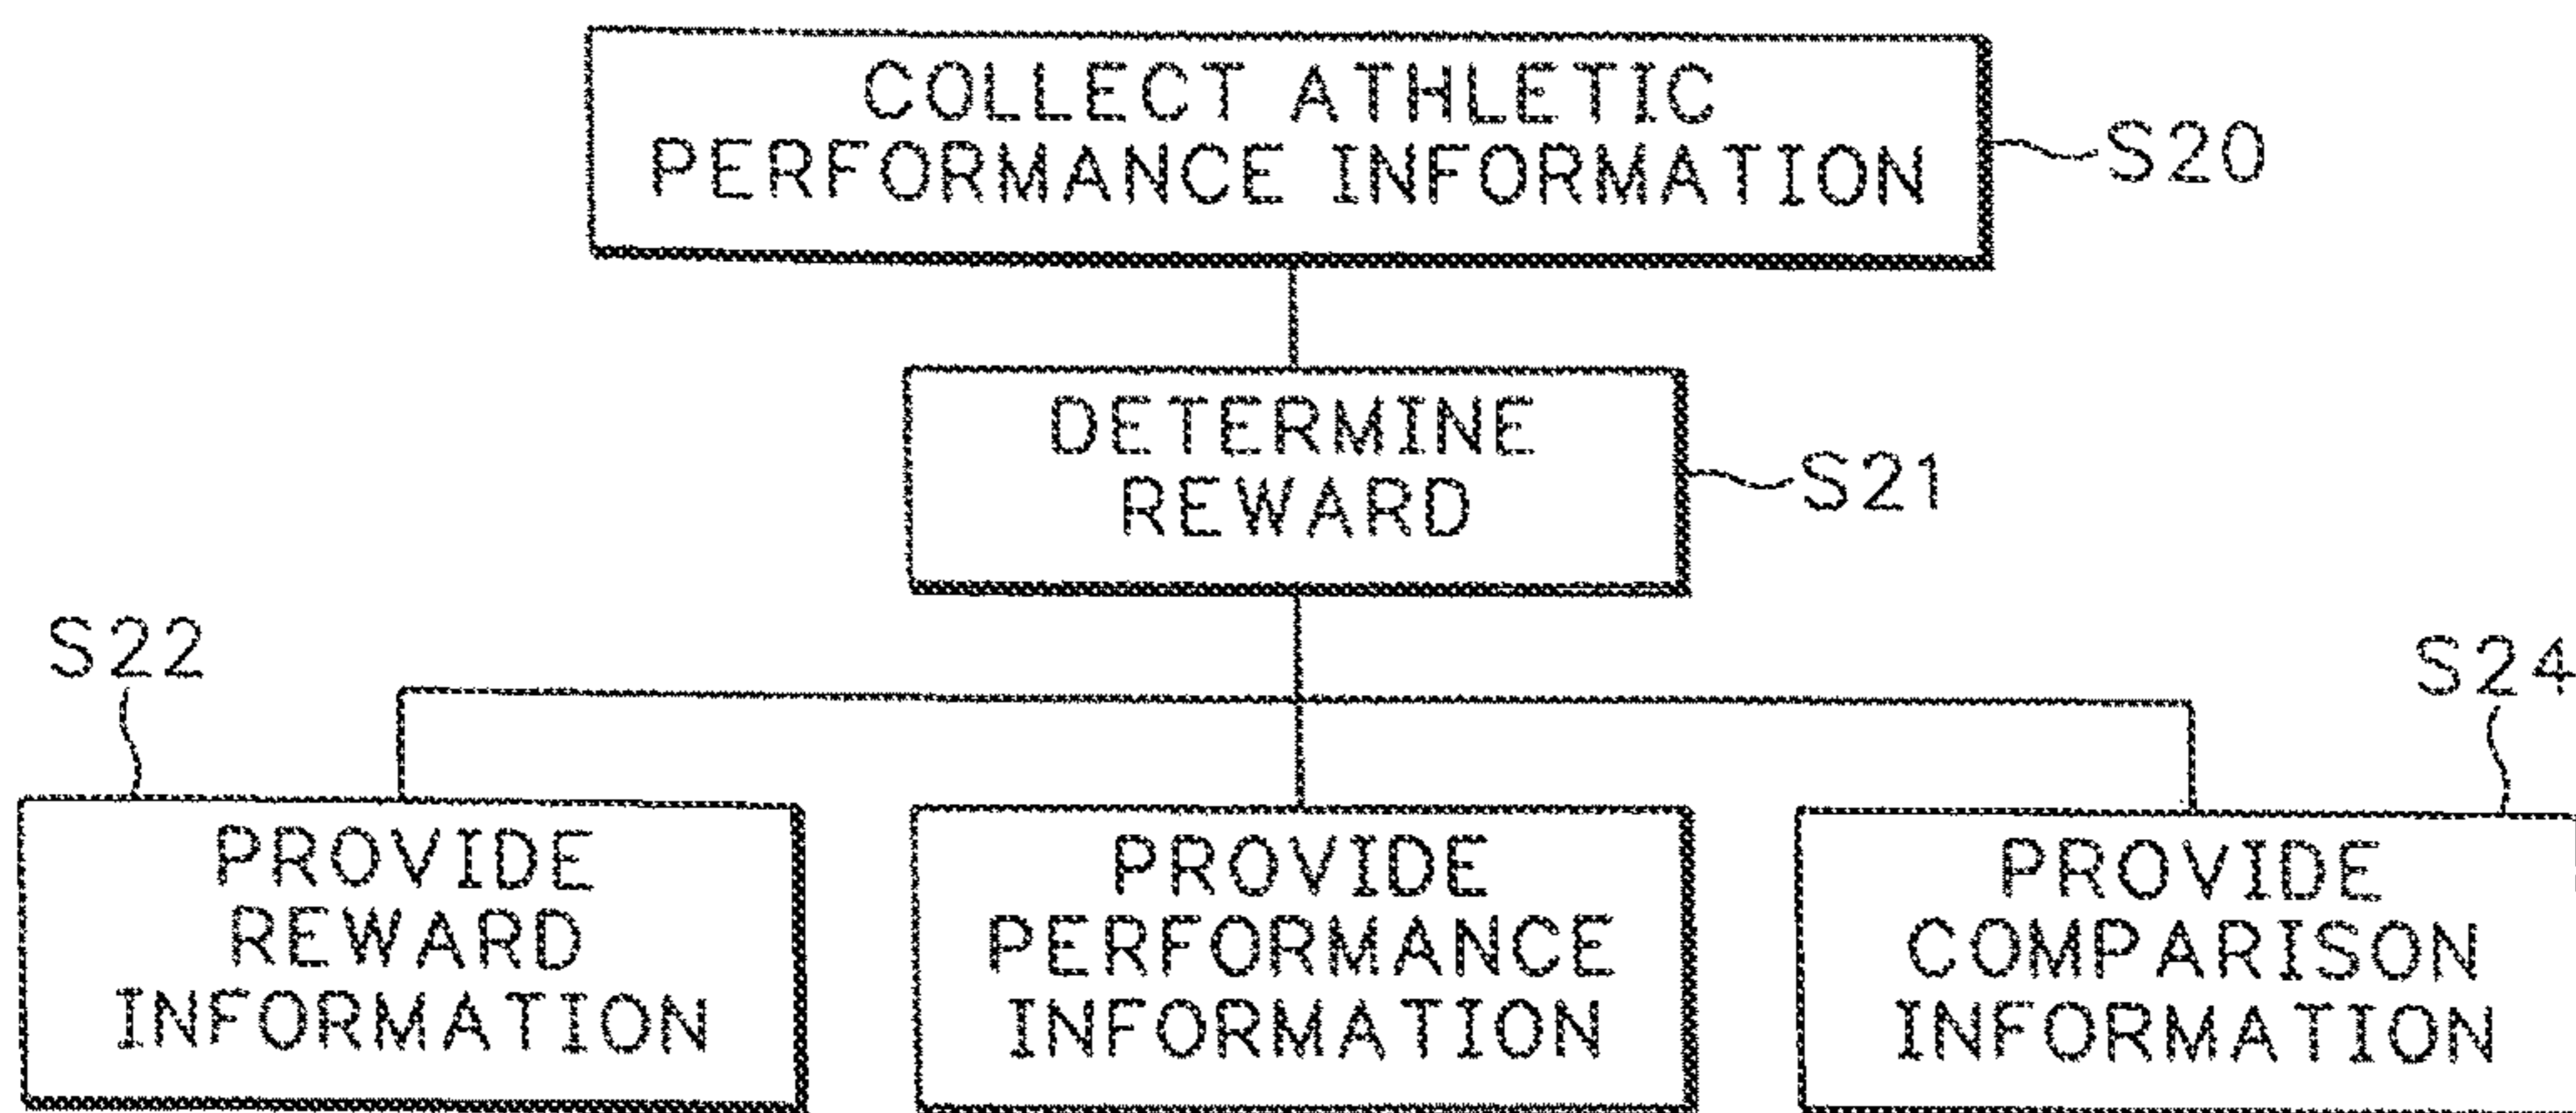 COLLECT ATHLETIC
PERFORMANCE INFORMATION
S20
DETERMINE
REWARD
S21
S22
S24
PROVIDE
REWARD
INFORMATION
PROVIDE
PERFORMANCE
INFORMATION
PROVIDE
COMPARISON
INFORMATION